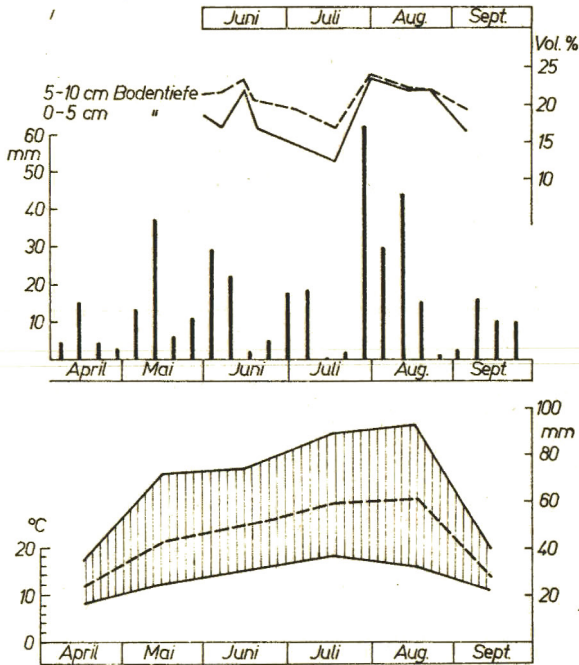 Juni Juli Aug. Sept.
Vol. %
25
5-10 cm Bodentiefe
20
0-5 cm "
60
15
mm
50
10
40
30
20
10
April Mai Juni Juli Aug. Sept.
100
mm
80
60
°C
20
40
10
20
0
April Mai Juni Juli Aug. Sept.